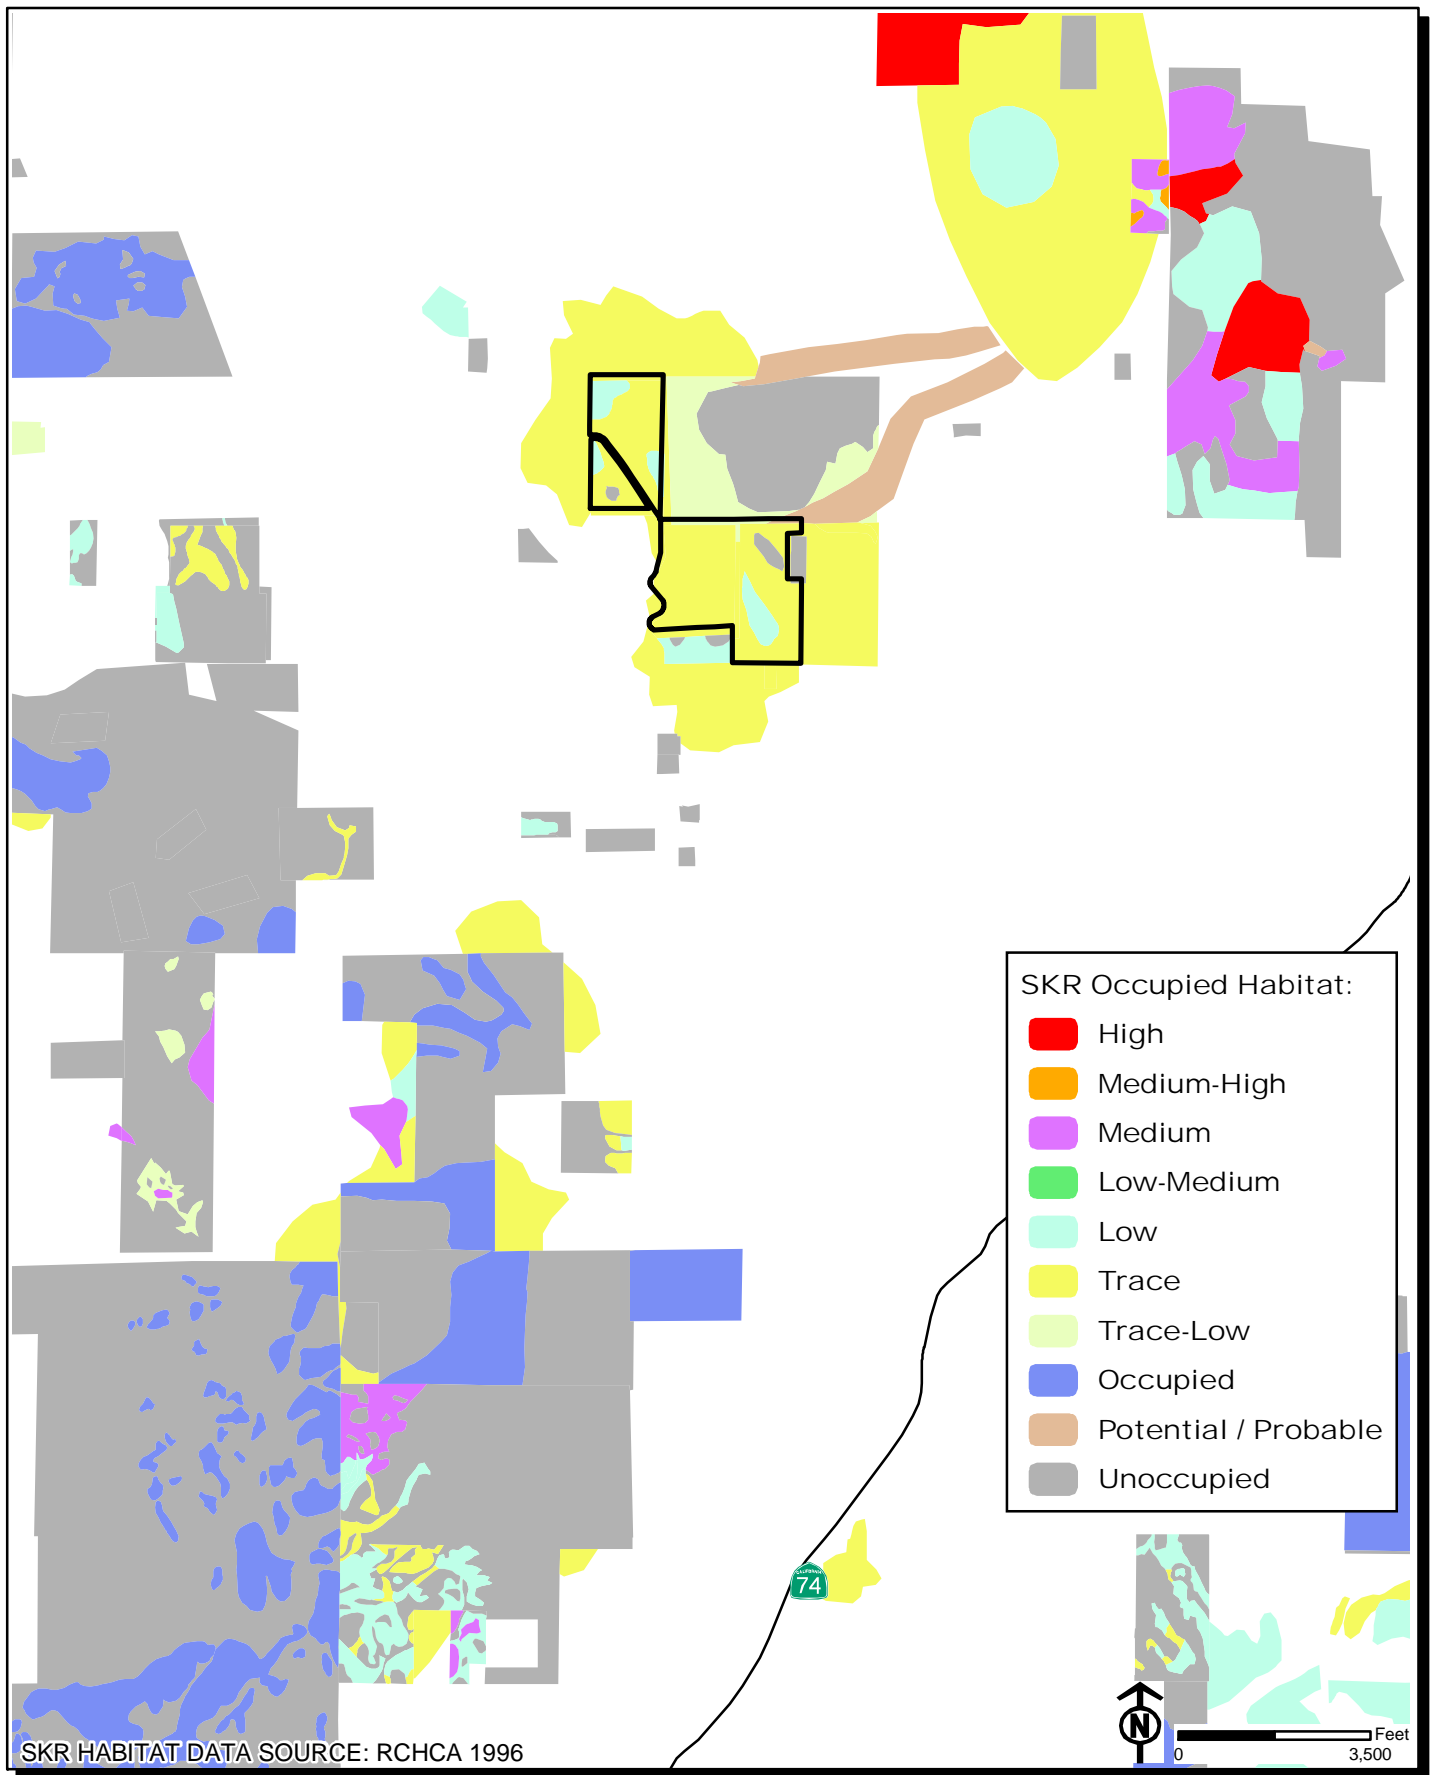 SKR Occupied Habitat:
High
Medium-High
Medium
Low-Medium
Low
Trace
Trace-Low
Occupied
Potential / Probable
Unoccupied
CALIFORNIA
74
N
Feet
0 3,500
SKR HABITAT DATA SOURCE: RCHCA 1996